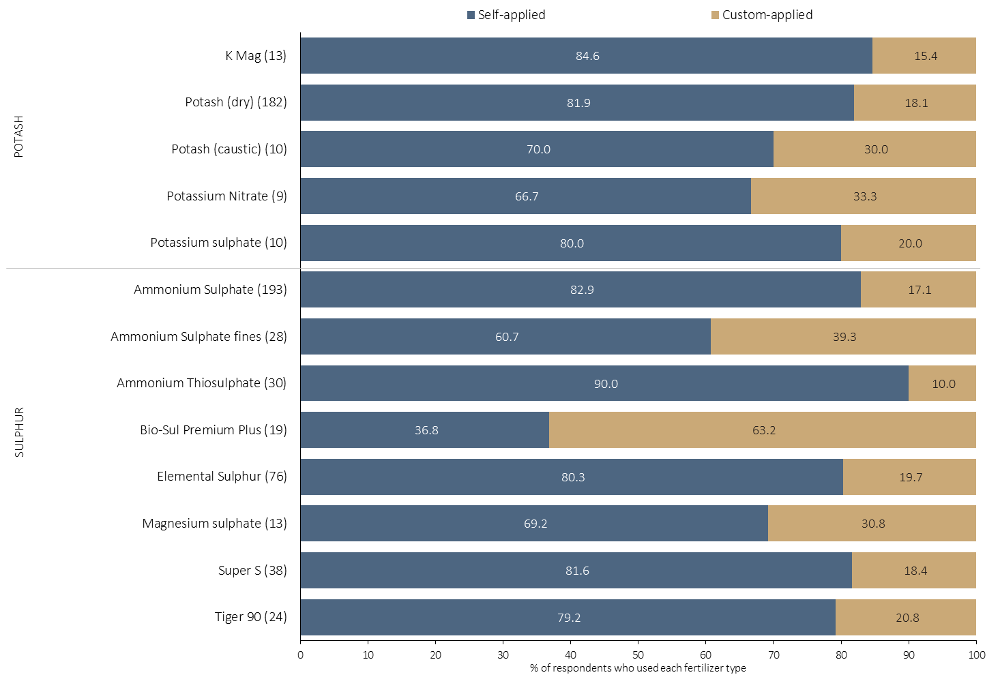 Self-applied Custom-applied
POTASH
K Mag (13) 84.6 15.4
Potash (dry) (182) 81.9 18.1
Potash (caustic) (10) 70.0 30.0
Potassium Nitrate (9) 66.7 33.3
Potassium sulphate (10) 80.0 20.0
SULPHUR
Ammonium Sulphate (193) 82.9 17.1
Ammonium Sulphate fines (28) 60.7 39.3
Ammonium Thiosulphate (30) 90.0 10.0
Bio-Sul Premium Plus (19) 36.8 63.2
Elemental Sulphur (76) 80.3 19.7
Magnesium sulphate (13) 69.2 30.8
Super S (38) 81.6 18.4
Tiger 90 (24) 79.2 20.8
0 10 20 30 40 50 60 70 80 90 100
% of respondents who used each fertilizer type